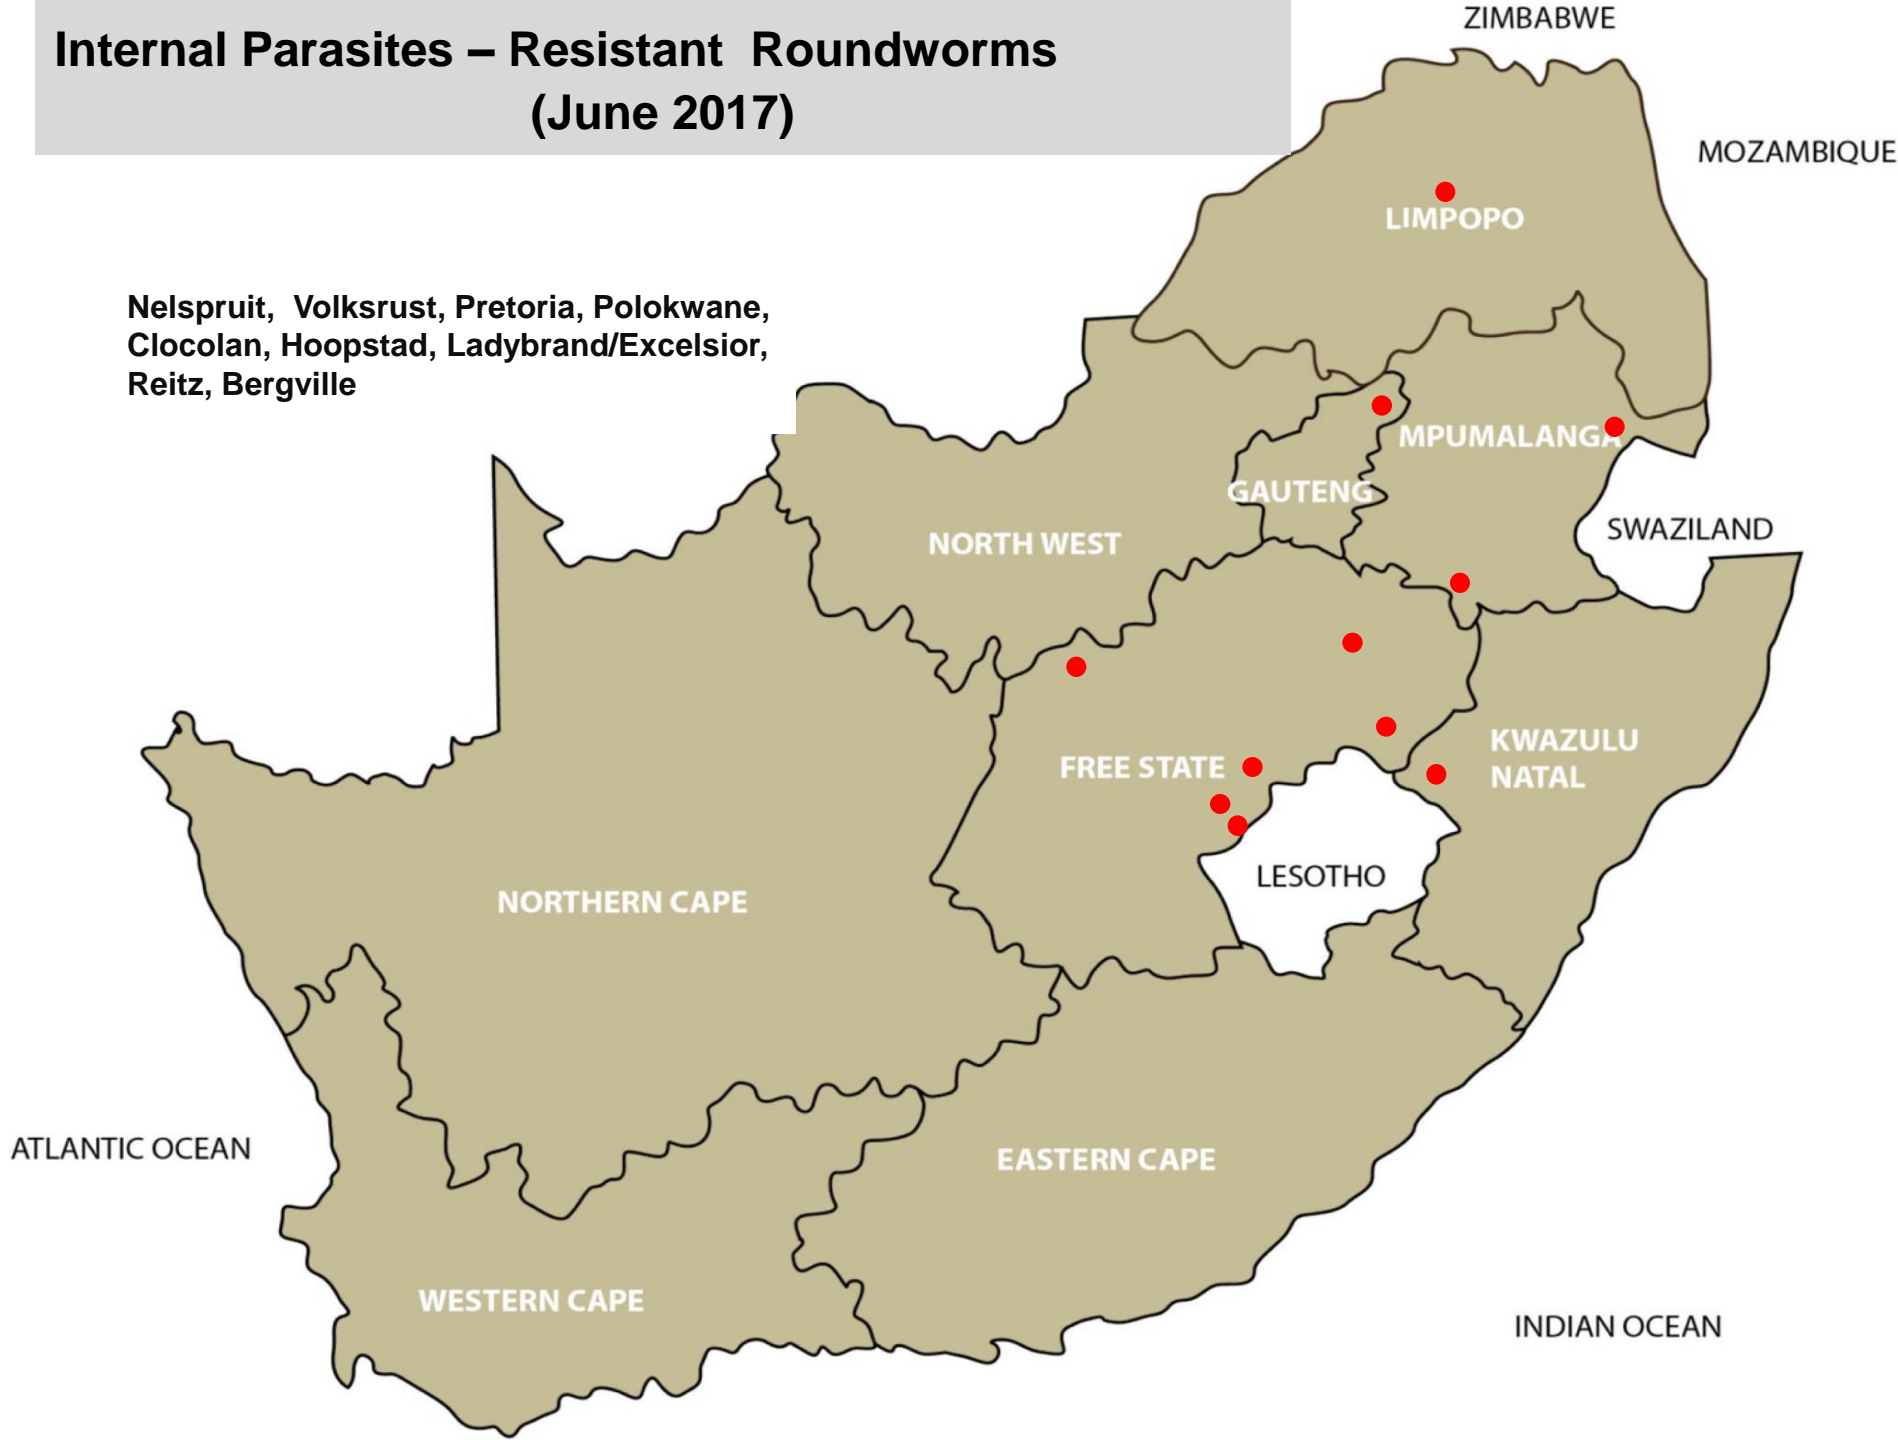 Internal Parasites – Resistant Roundworms
(June 2017)
ZIMBABWE
MOZAMBIQUE
LIMPOPO
Nelspruit, Volksrust, Pretoria, Polokwane,
Clocolan, Hoopstad, Ladybrand/Excelsior,
Reitz, Bergville
MPUMALANGA
GAUTENG
NORTH WEST
SWAZILAND
FREE STATE
KWAZULU
NATAL
LESOTHO
NORTHERN CAPE
ATLANTIC OCEAN
EASTERN CAPE
WESTERN CAPE
INDIAN OCEAN